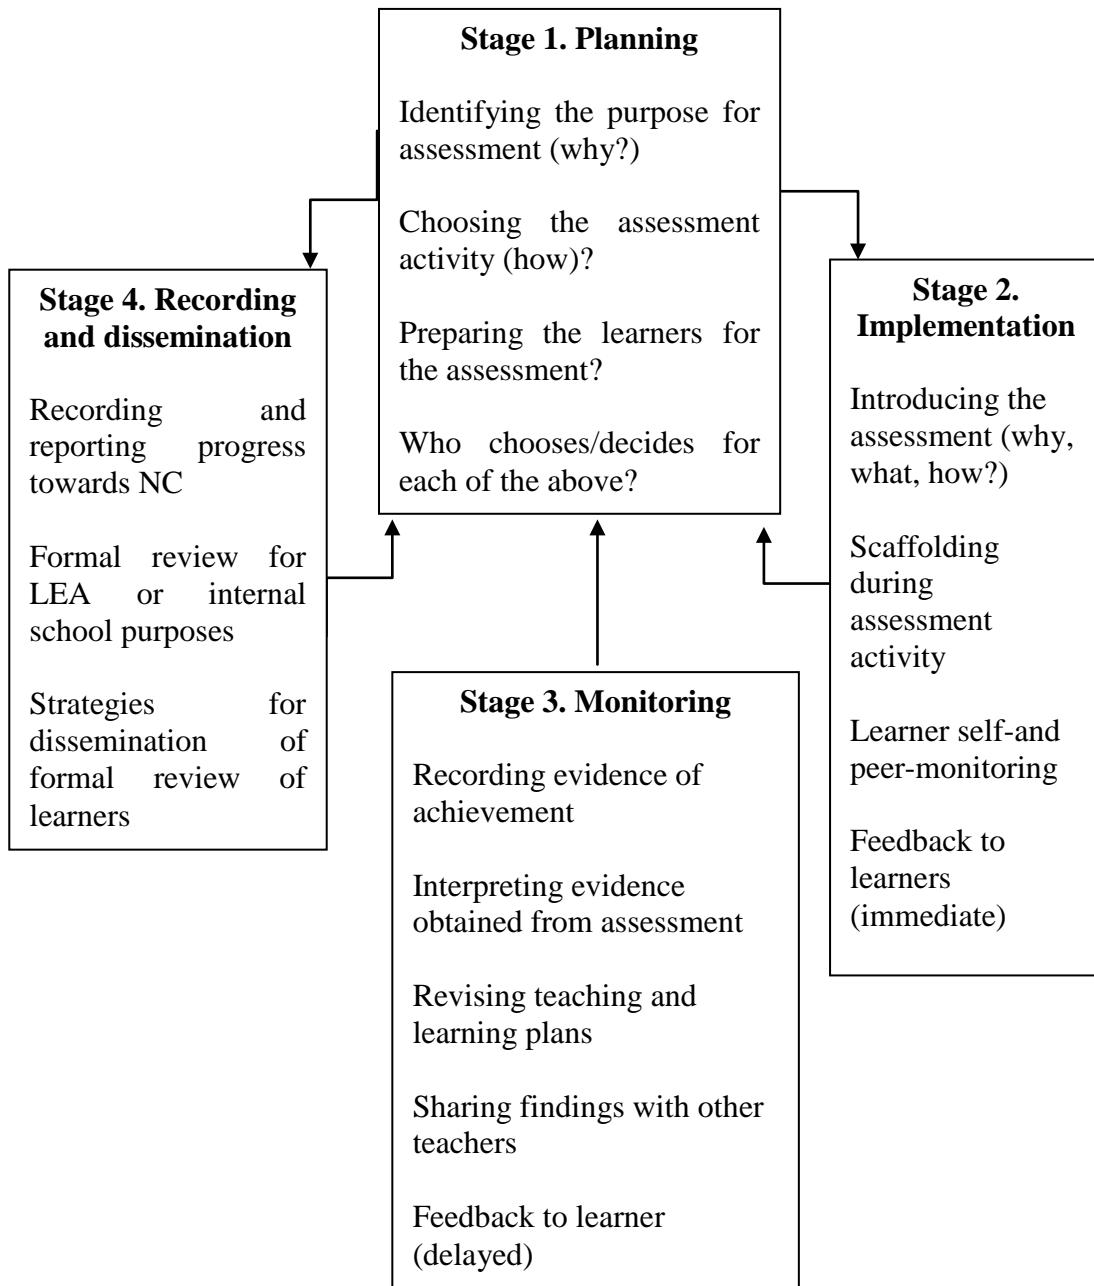 Stage 1. Planning
Identifying the purpose for
assessment (why?)
Choosing the assessment
activity (how)?
Preparing the learners for
the assessment?
Who chooses/decides for
each of the above?
Stage 4. Recording
and dissemination
Recording and
reporting progress
towards NC
Formal review for
LEA or internal
school purposes
Strategies for
dissemination of
formal review of
learners
Stage 2.
Implementation
Introducing the
assessment (why,
what, how?)
Scaffolding
during
assessment
activity
Learner self-and
peer-monitoring
Feedback to
learners
(immediate)
Stage 3. Monitoring
Recording evidence of
achievement
Interpreting evidence
obtained from assessment
Revising teaching and
learning plans
Sharing findings with other
teachers
Feedback to learner
(delayed)